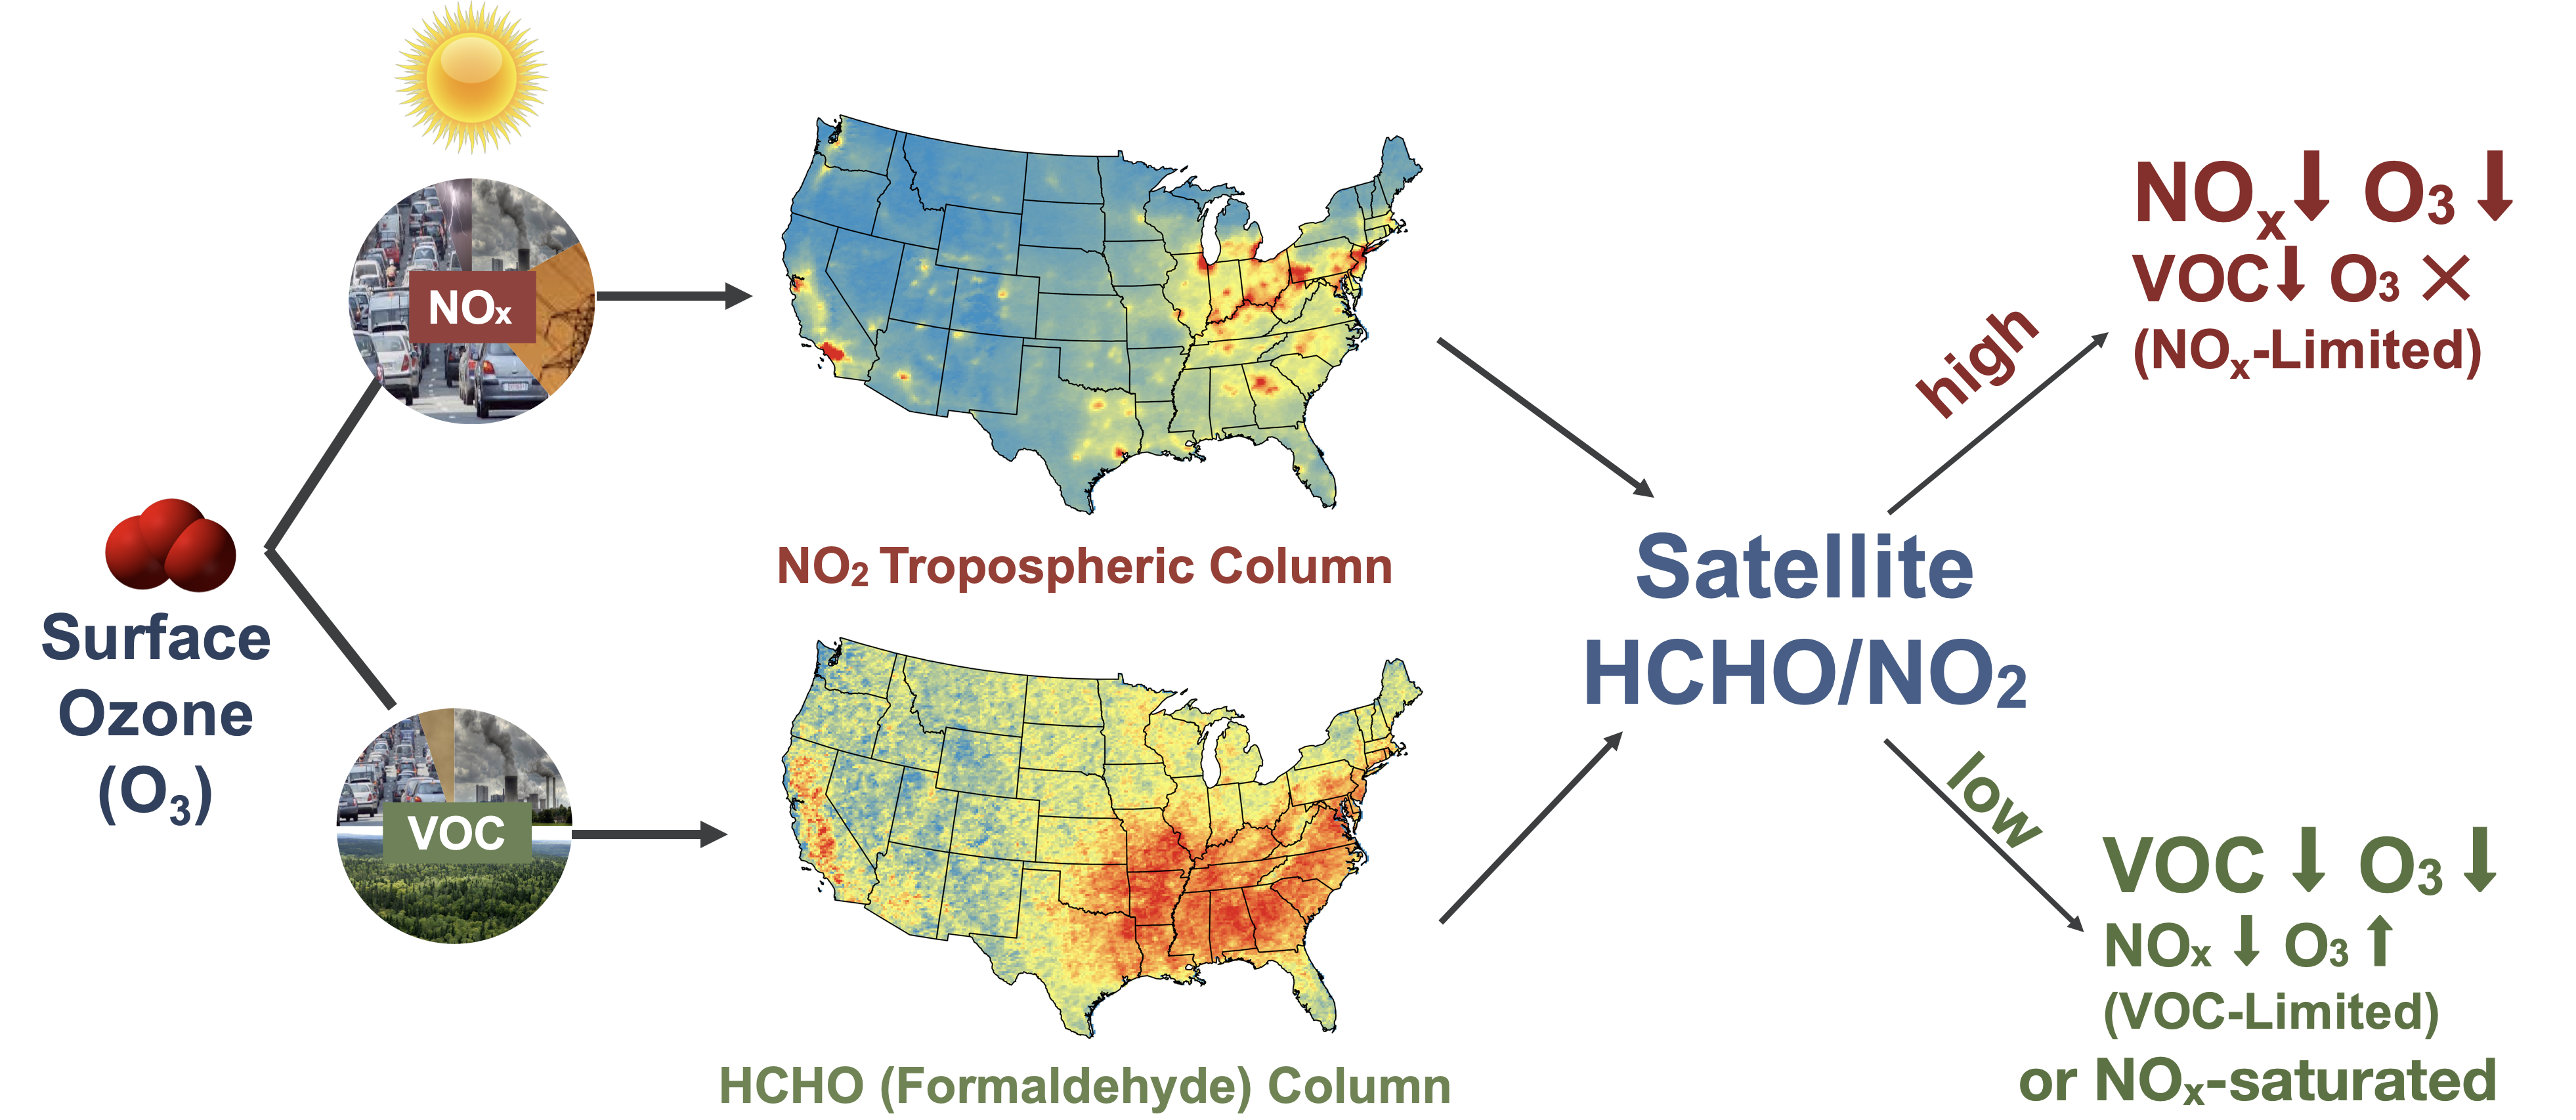 NOₓ
VOC
Surface
Ozone
(O₃)
NO₂ Tropospheric Column
HCHO (Formaldehyde) Column
Satellite
HCHO/NO₂
high
NOₓ⬇ O₃⬇
VOC⬇ O₃ ✕
(NOₓ-Limited)
low
VOC⬇ O₃⬇
NOₓ⬇ O₃⬆
(VOC-Limited)
or NOₓ-saturated